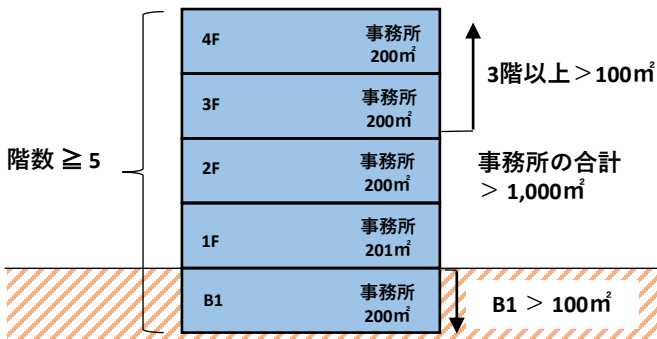 4F 事務所
200㎡
3階以上＞100㎡
3F 事務所
200㎡
階数 ≧ 5
2F 事務所
200㎡
事務所の合計
＞ 1,000㎡
1F 事務所
201㎡
B1 事務所
200㎡
B1 ＞ 100㎡